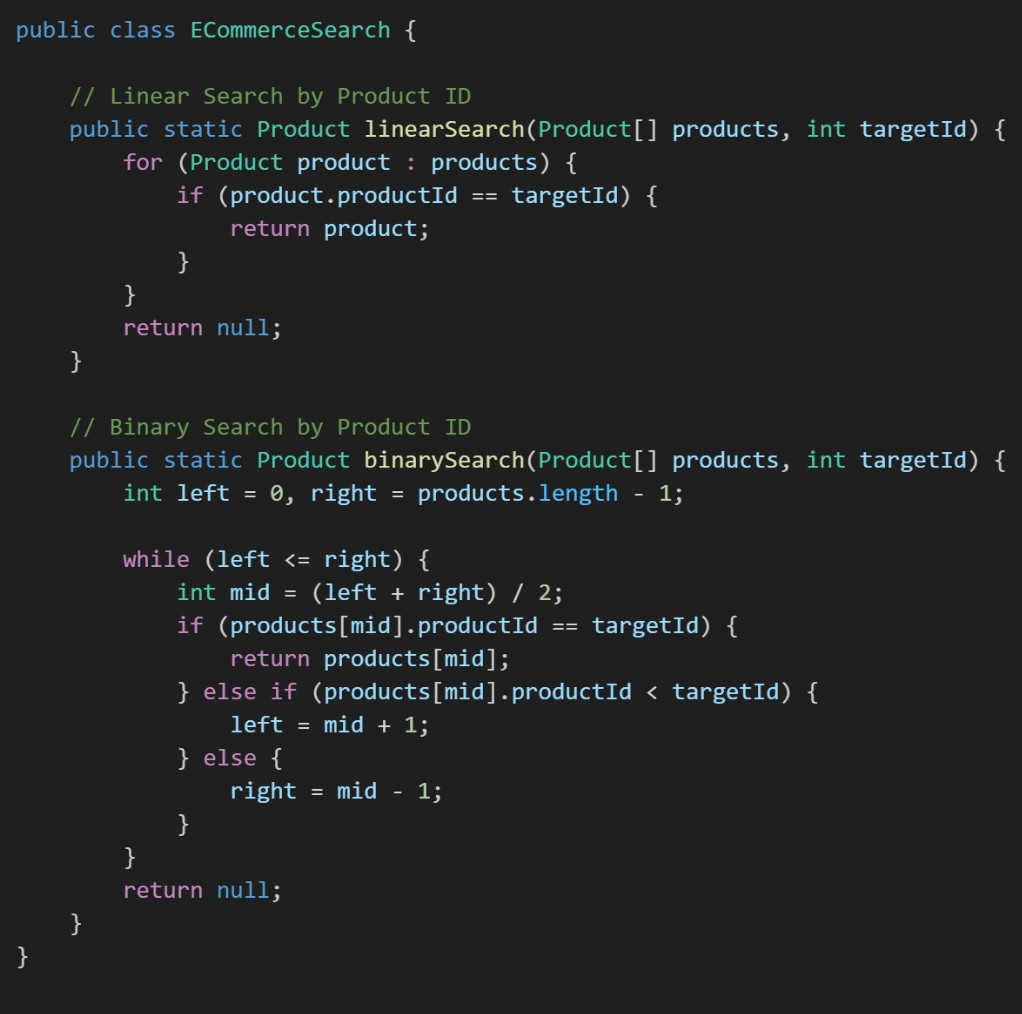 public class ECommerceSearch {

    // Linear Search by Product ID
    public static Product linearSearch(Product[] products, int targetId) {
        for (Product product : products) {
            if (product.productId == targetId) {
                return product;
            }
        }
        return null;
    }

    // Binary Search by Product ID
    public static Product binarySearch(Product[] products, int targetId) {
        int left = 0, right = products.length - 1;

        while (left <= right) {
            int mid = (left + right) / 2;
            if (products[mid].productId == targetId) {
                return products[mid];
            } else if (products[mid].productId < targetId) {
                left = mid + 1;
            } else {
                right = mid - 1;
            }
        }
        return null;
    }
}